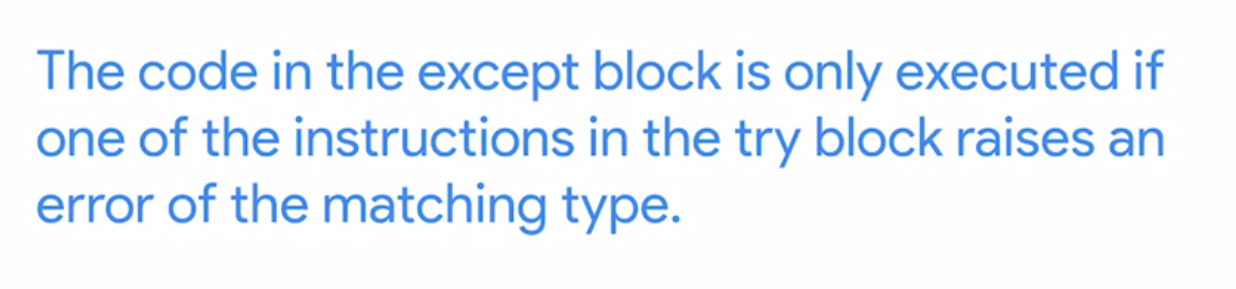 The code in the except block is only executed if
one of the instructions in the try block raises an
error of the matching type.